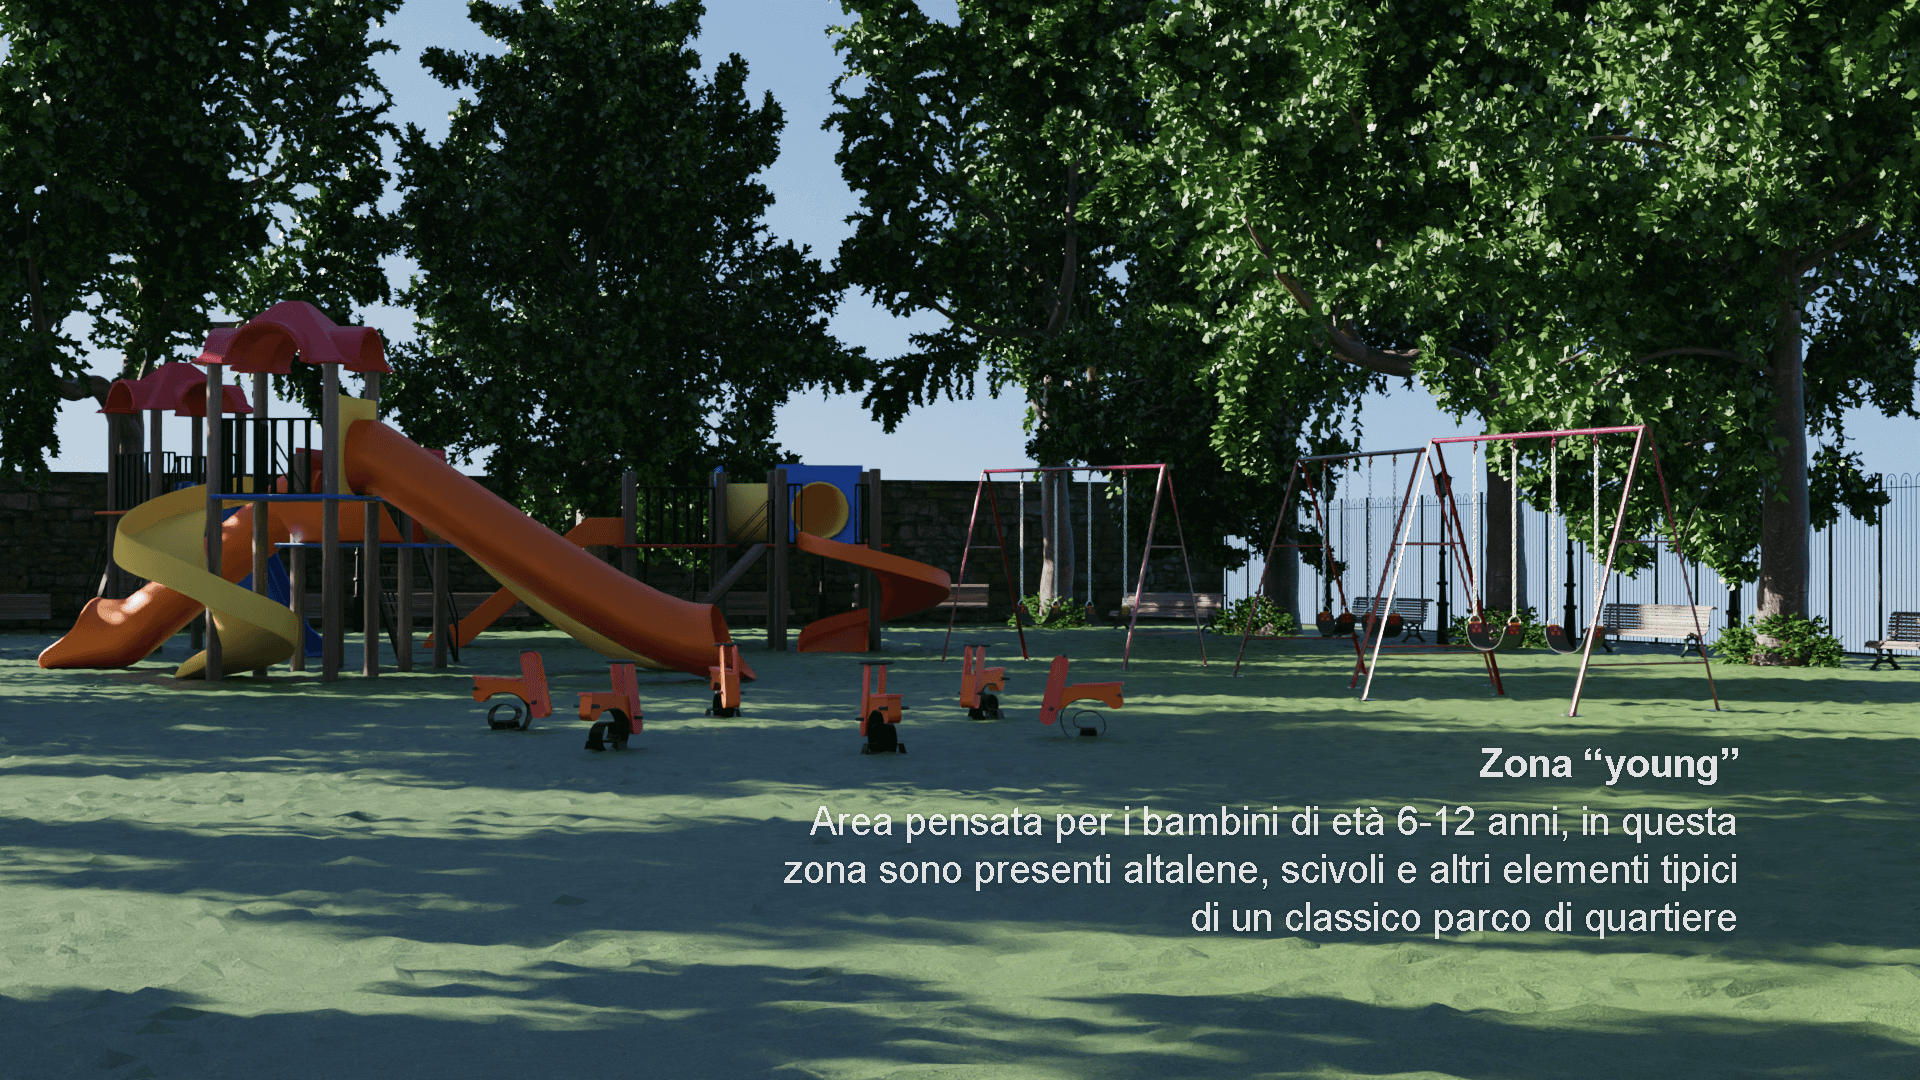 Zona “young”
Area pensata per i bambini di età 6-12 anni, in questa
zona sono presenti altalene, scivoli e altri elementi tipici
di un classico parco di quartiere